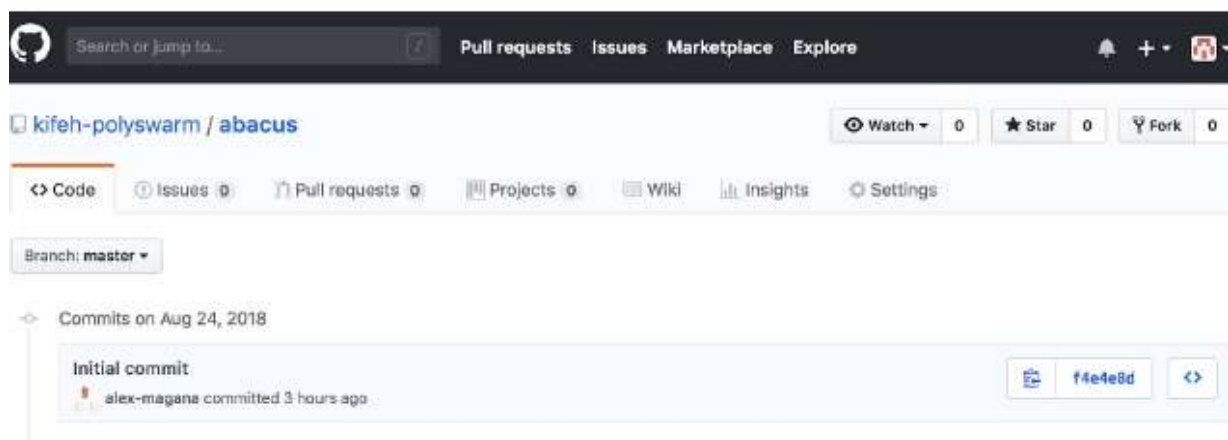 Search or jump to... / Pull requests Issues Marketplace Explore
kifeh-polyswarm / abacus Watch 0 Star 0 Fork 0
Code Issues 0 Pull requests 0 Projects 0 Wiki Insights Settings
Branch: master
Commits on Aug 24, 2018
Initial commit
alex-magana committed 3 hours ago
f4e4e8d